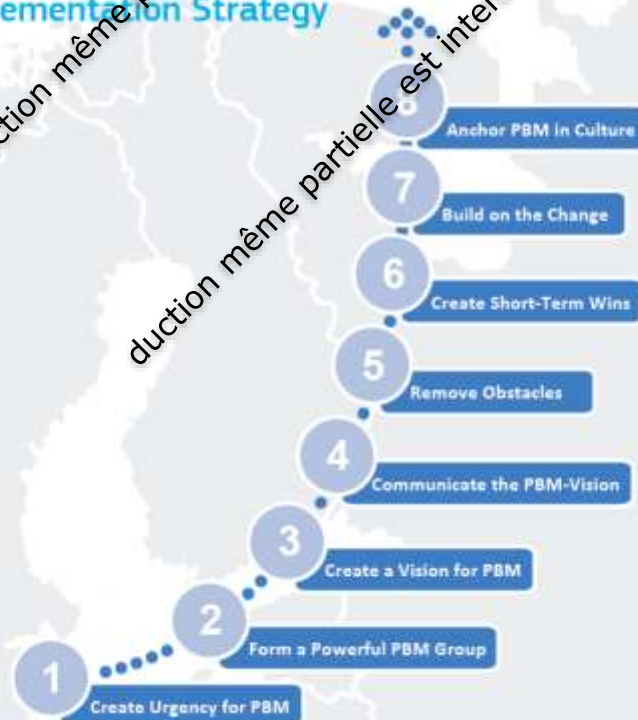 ementation Strategy
ction même
duction même partielle est inter
8
Anchor PBM in Culture
7
Build on the Change
6
Create Short-Term Wins
5
Remove Obstacles
4
Communicate the PBM-Vision
3
Create a Vision for PBM
2
Form a Powerful PBM Group
1
Create Urgency for PBM